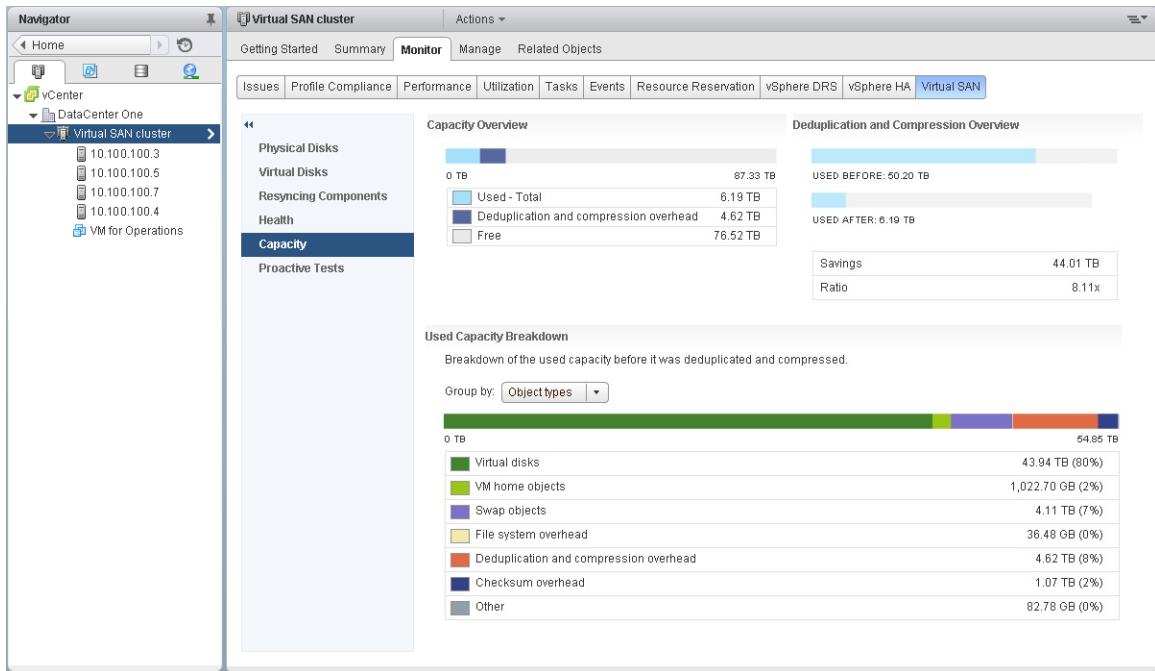 Navigator
Home
vCenter
DataCenter One
Virtual SAN cluster
10.100.100.3
10.100.100.5
10.100.100.7
10.100.100.4
VM for Operations
Virtual SAN cluster Actions
Getting Started Summary Monitor Manage Related Objects
Issues Profile Compliance Performance Utilization Tasks Events Resource Reservation vSphere DRS vSphere HA Virtual SAN
Physical Disks
Virtual Disks
Resyncing Components
Health
Capacity
Proactive Tests
Capacity Overview
0 TB 87.33 TB
Used - Total 6.19 TB
Deduplication and compression overhead 4.62 TB
Free 76.52 TB
Deduplication and Compression Overview
USED BEFORE: 50.20 TB
USED AFTER: 6.19 TB
Savings 44.01 TB
Ratio 8.11x
Used Capacity Breakdown
Breakdown of the used capacity before it was deduplicated and compressed.
Group by: Object types
0 TB 54.85 TB
Virtual disks 43.94 TB (80%)
VM home objects 1,022.70 GB (2%)
Swap objects 4.11 TB (7%)
File system overhead 36.48 GB (0%)
Deduplication and compression overhead 4.62 TB (8%)
Checksum overhead 1.07 TB (2%)
Other 82.78 GB (0%)